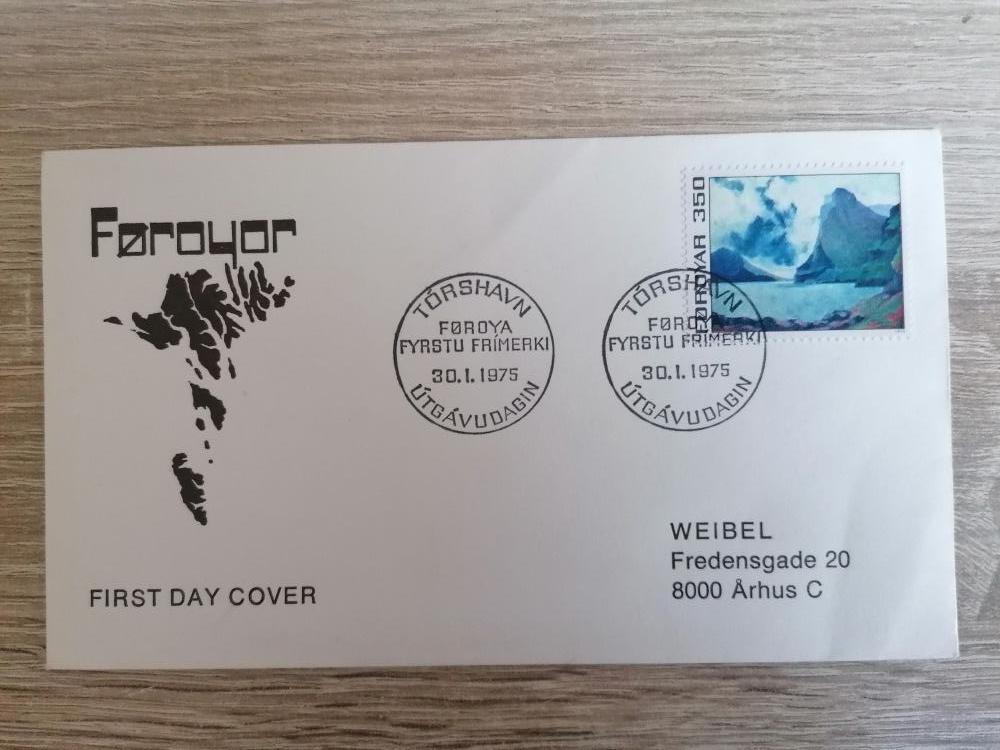 Føroyar
FØROYAR 350
TÓRSHAVN
FØROYA
FYRSTU FRÍMERKI
30.1.1975
ÚTGÁVUDAGIN
TÓRSHAVN
FØROYA
FYRSTU FRÍMERKI
30.1.1975
ÚTGÁVUDAGIN
WEIBEL
Fredensgade 20
8000 Århus C
FIRST DAY COVER